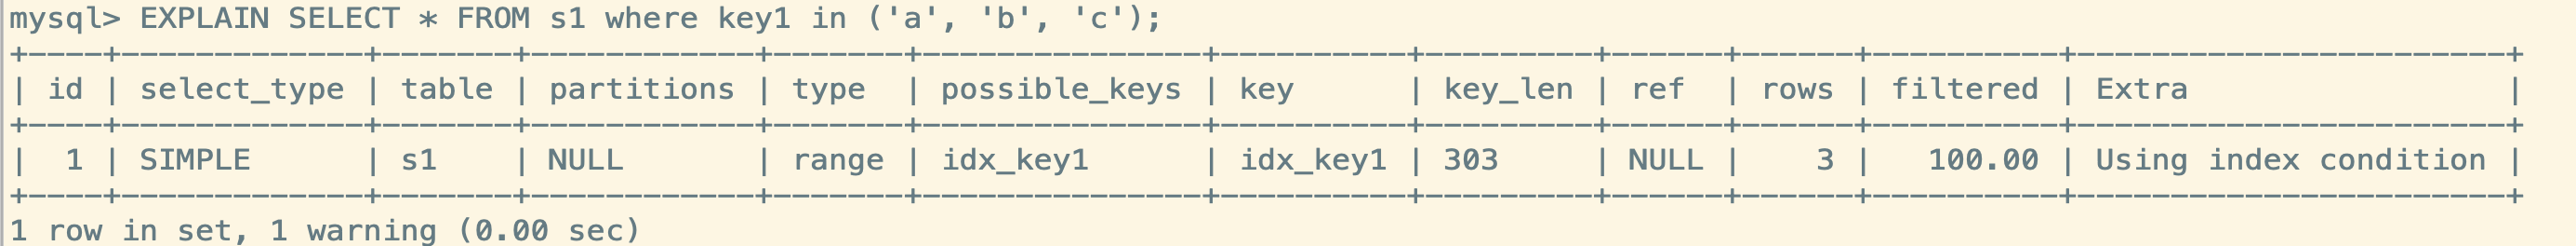 mysql> EXPLAIN SELECT * FROM s1 where key1 in ('a', 'b', 'c');
+----+-------------+-------+------------+-------+---------------+----------+---------+------+------+----------+-----------------------+
| id | select_type | table | partitions | type  | possible_keys | key      | key_len | ref  | rows | filtered | Extra                 |
+----+-------------+-------+------------+-------+---------------+----------+---------+------+------+----------+-----------------------+
|  1 | SIMPLE      | s1    | NULL       | range | idx_key1      | idx_key1 | 303     | NULL |    3 |   100.00 | Using index condition |
+----+-------------+-------+------------+-------+---------------+----------+---------+------+------+----------+-----------------------+
1 row in set, 1 warning (0.00 sec)